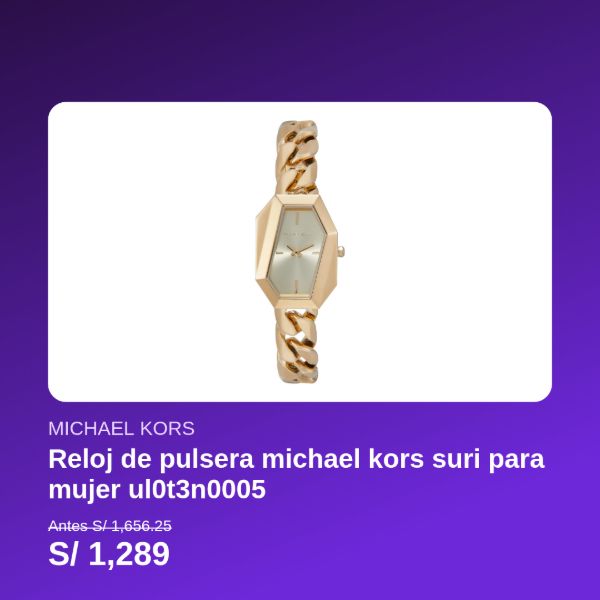 MICHAEL KORS
Reloj de pulsera michael kors suri para
mujer ul0t3n0005
Antes S/ 1,656.25
S/ 1,289